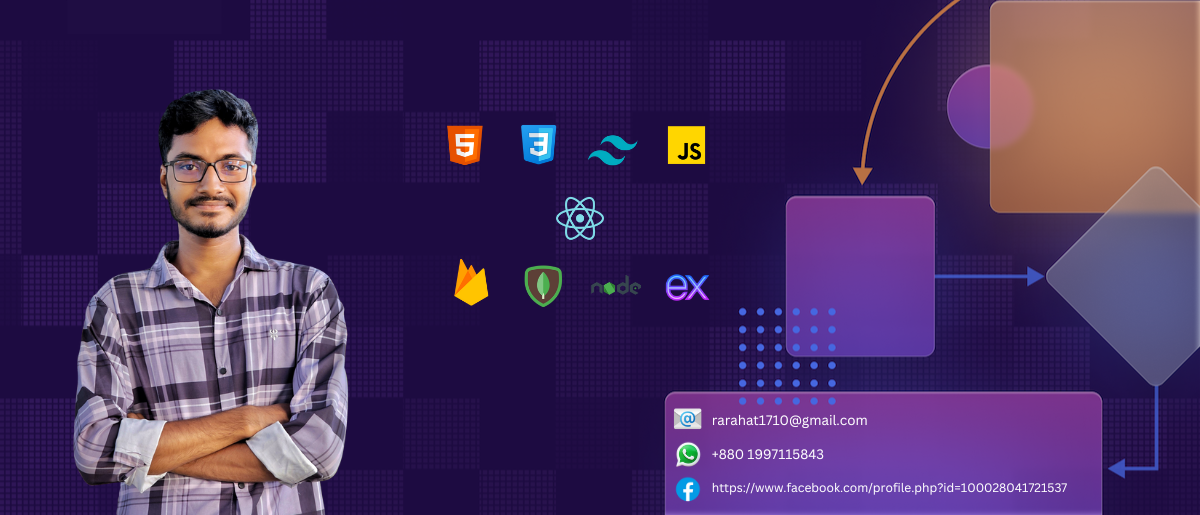 5
3
JS
node
ex
@
rarahat1710@gmail.com
+880 1997115843
https://www.facebook.com/profile.php?id=100028041721537